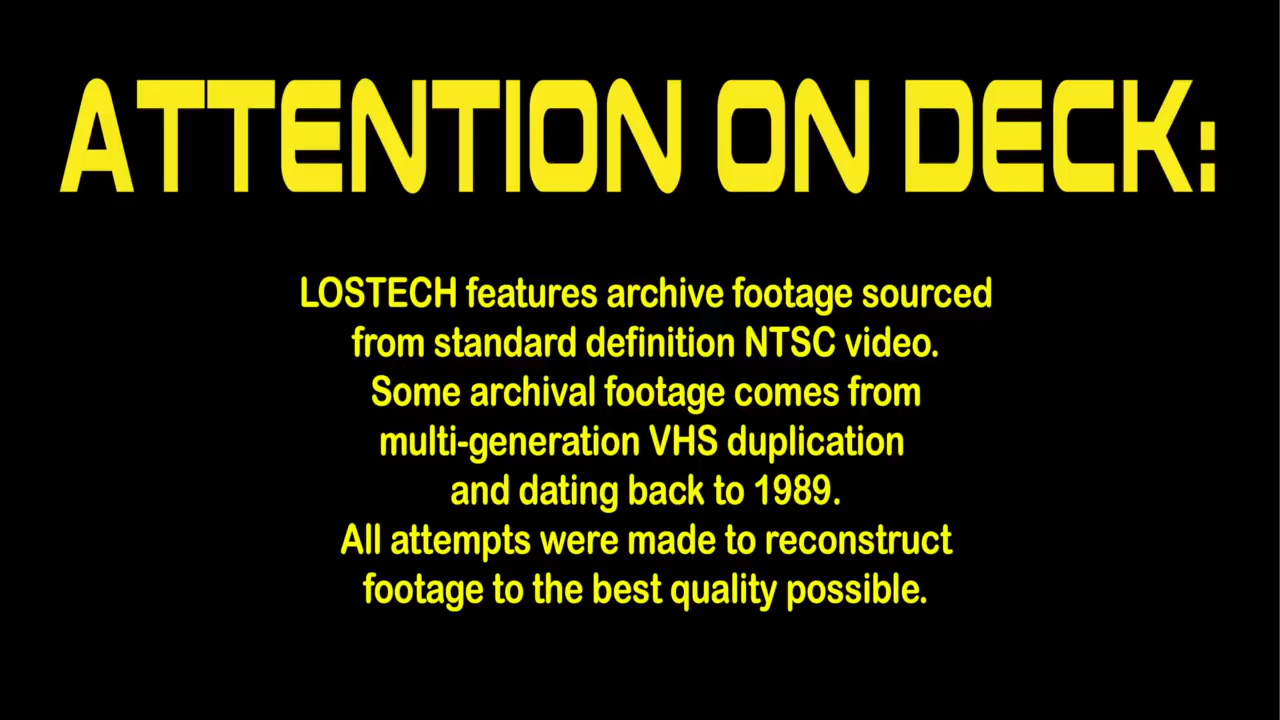 ATTENTION ON DECK:
LOSTECH features archive footage sourced
from standard definition NTSC video.
Some archival footage comes from
multi-generation VHS duplication
and dating back to 1989.
All attempts were made to reconstruct
footage to the best quality possible.